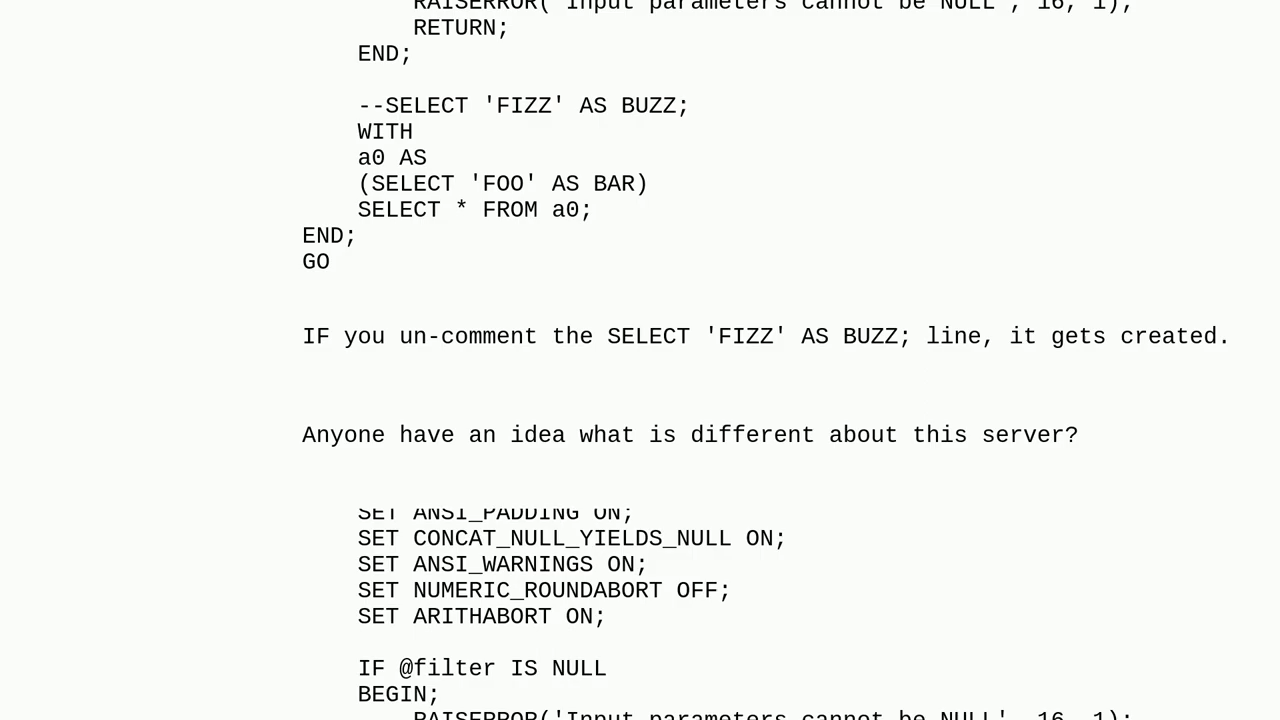 RAISERROR('Input parameters cannot be NULL', 16, 1);
RETURN;
END;
--SELECT 'FIZZ' AS BUZZ;
WITH
a0 AS
(SELECT 'FOO' AS BAR)
SELECT * FROM a0;
END;
GO
IF you un-comment the SELECT 'FIZZ' AS BUZZ; line, it gets created.
Anyone have an idea what is different about this server?
SET ANSI_PADDING ON;
SET CONCAT_NULL_YIELDS_NULL ON;
SET ANSI_WARNINGS ON;
SET NUMERIC_ROUNDABORT OFF;
SET ARITHABORT ON;
IF @filter IS NULL
BEGIN;
RAISERROR('Input parameters cannot be NULL', 16, 1);